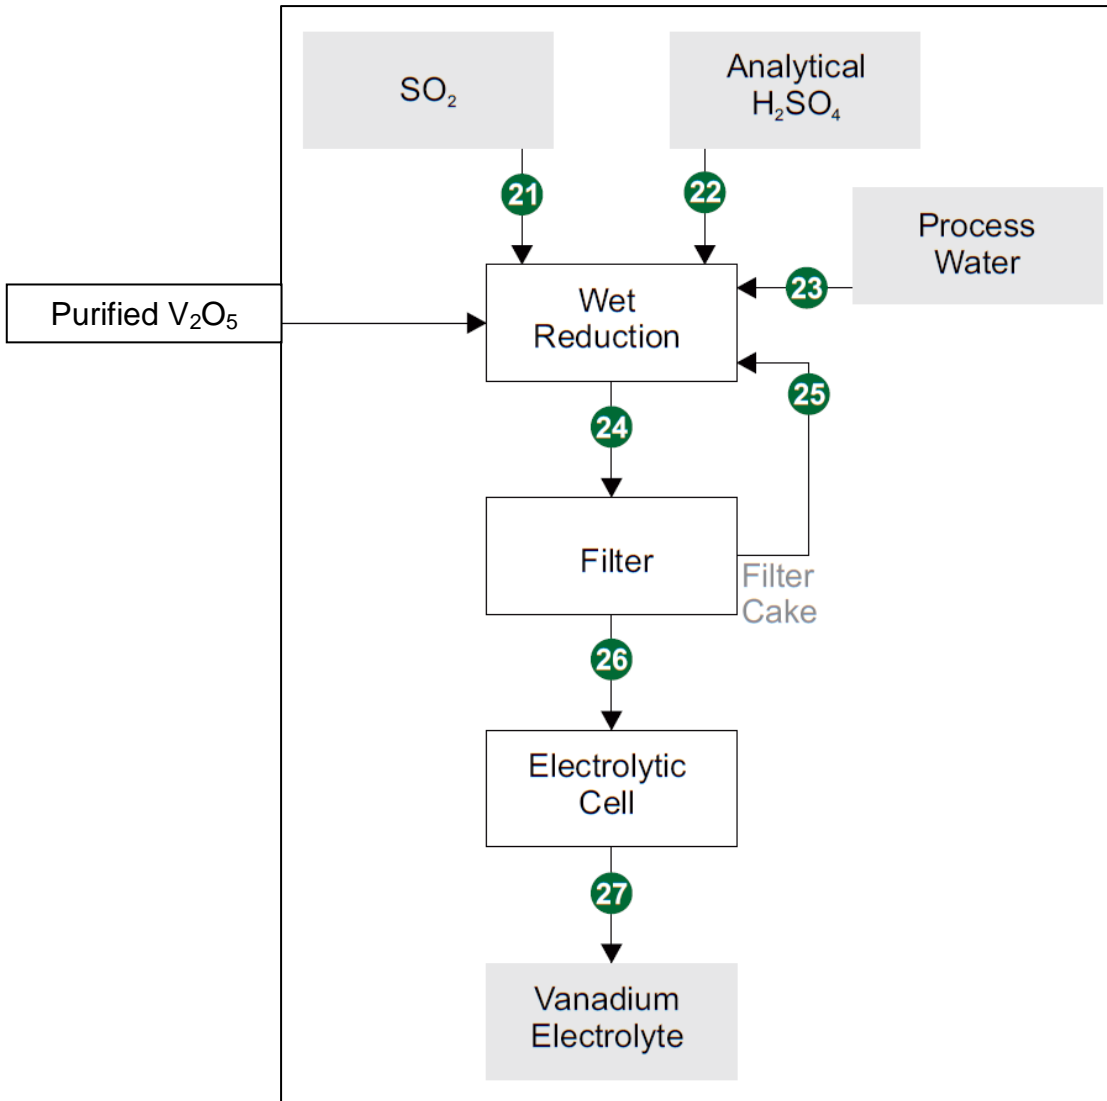 SO₂
Analytical
H₂SO₄
21
22
Process
Water
23
Purified V₂O₅
Wet
Reduction
25
24
Filter
Filter
Cake
26
Electrolytic
Cell
27
Vanadium
Electrolyte